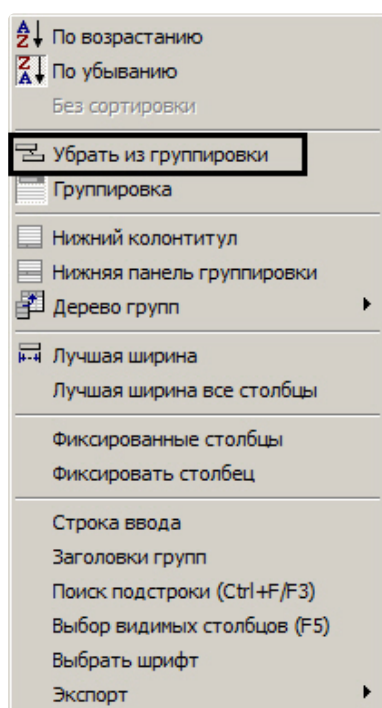 По возрастанию
По убыванию
Без сортировки
Убрать из группировки
Группировка
Нижний колонтитул
Нижняя панель группировки
Дерево групп
Лучшая ширина
Лучшая ширина все столбцы
Фиксированные столбцы
Фиксировать столбец
Строка ввода
Заголовки групп
Поиск подстроки (Ctrl+F/F3)
Выбор видимых столбцов (F5)
Выбрать шрифт
Экспорт